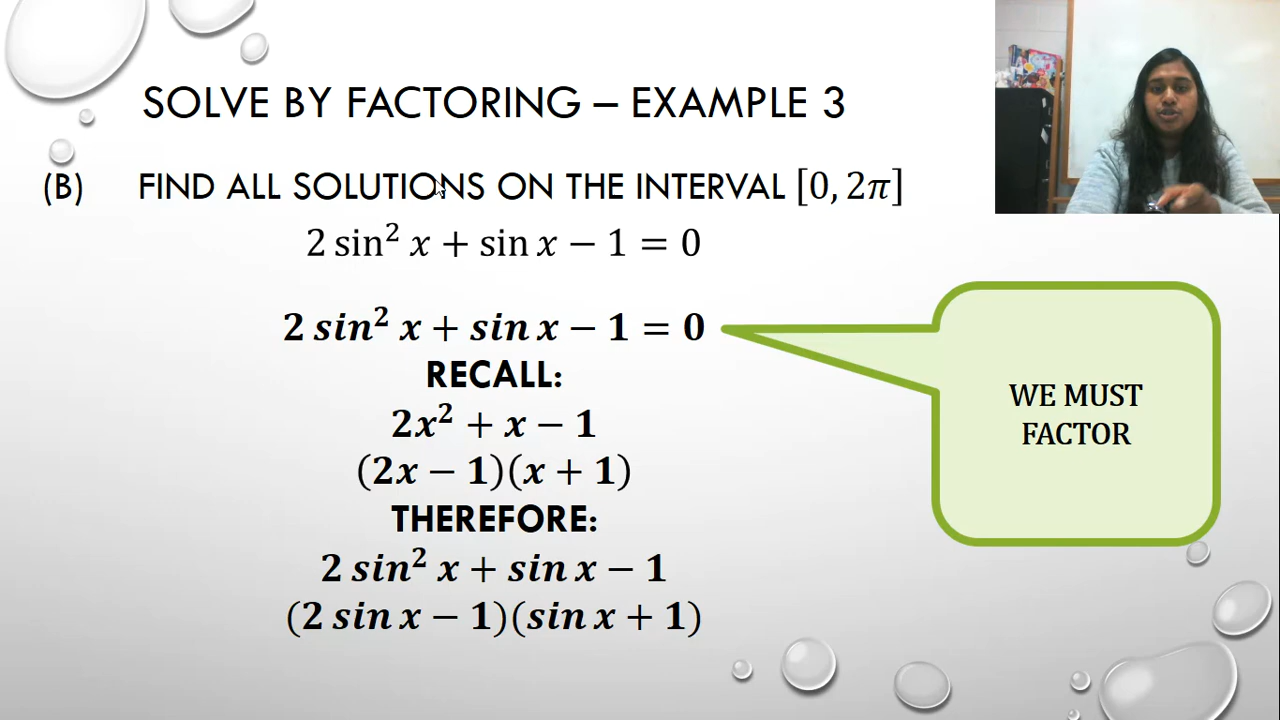 SOLVE BY FACTORING – EXAMPLE 3
(B) FIND ALL SOLUTIONS ON THE INTERVAL [0, 2π]
2 sin² x + sin x − 1 = 0
2 sin² x + sin x − 1 = 0
RECALL:
2x² + x − 1
(2x − 1)(x + 1)
THEREFORE:
2 sin² x + sin x − 1
(2 sin x − 1)(sin x + 1)
WE MUST
FACTOR